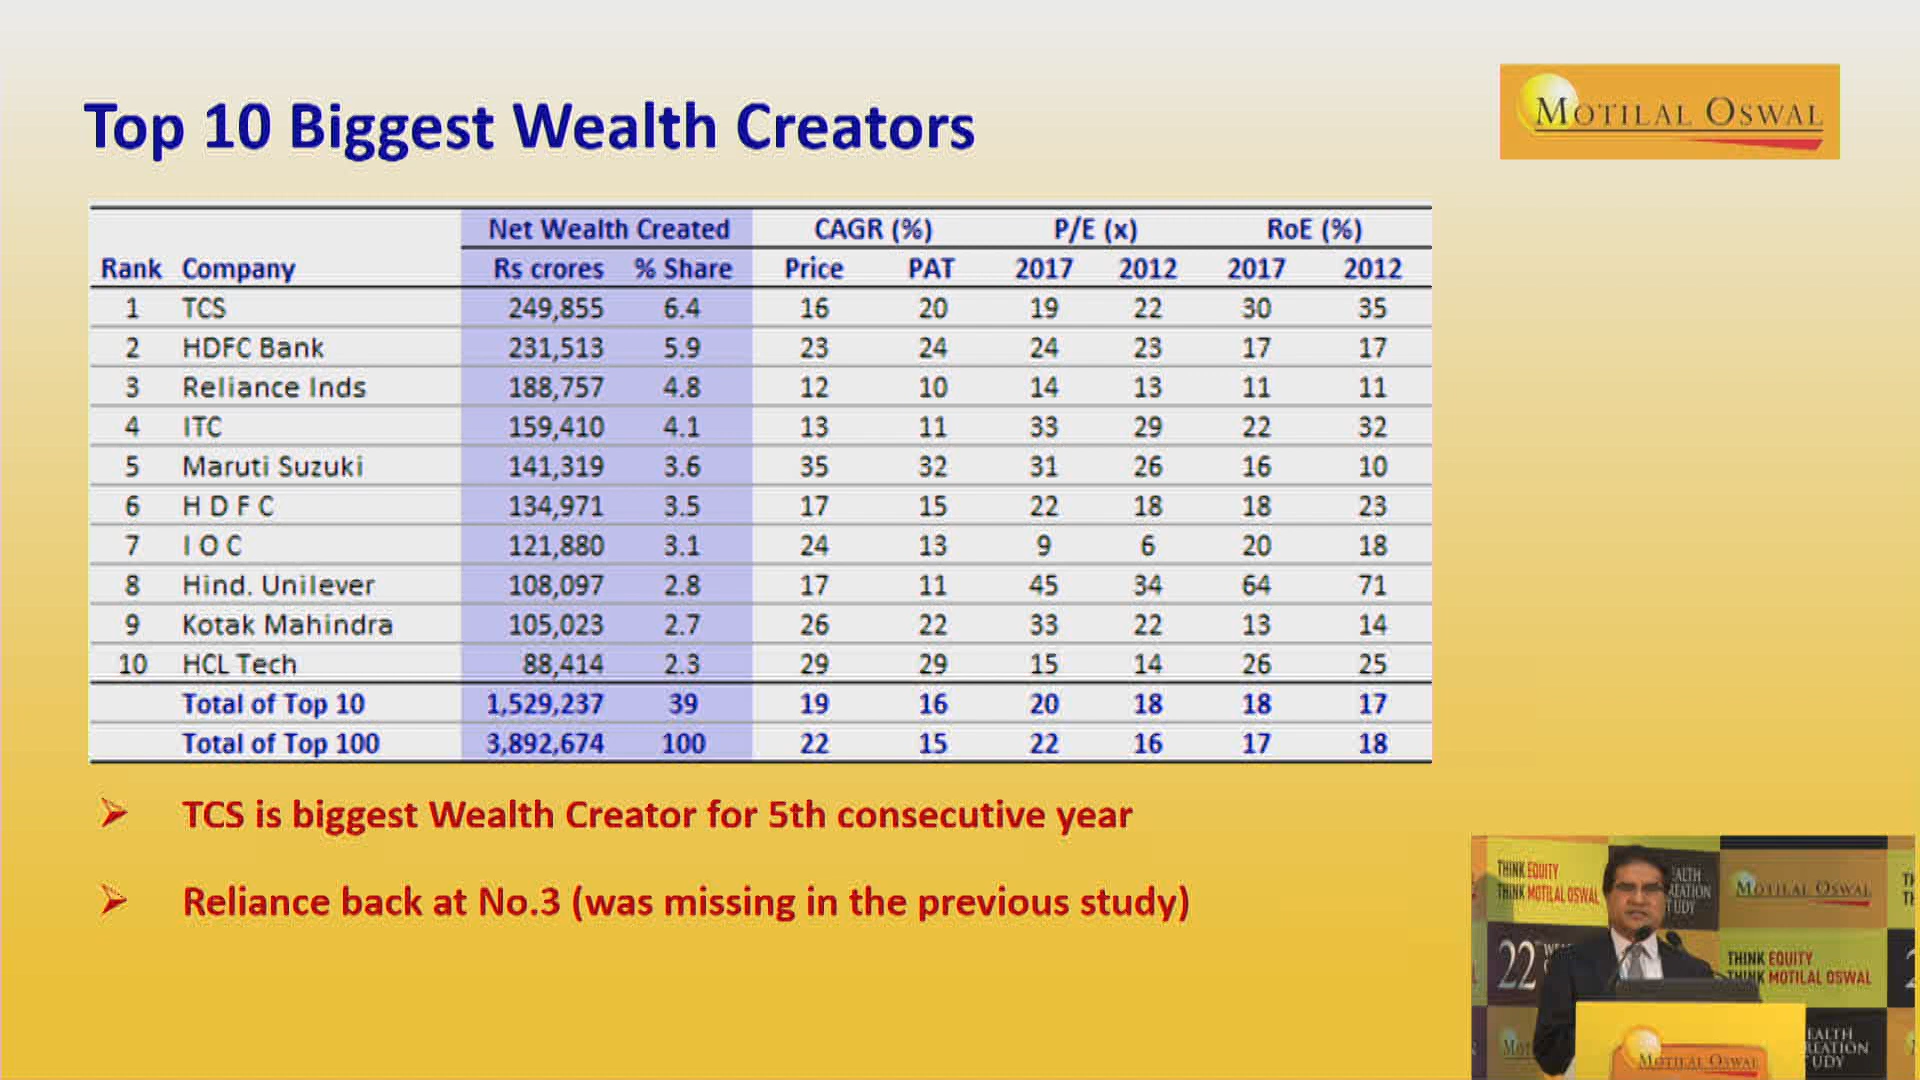 Top 10 Biggest Wealth Creators
MOTILAL OSWAL
Net Wealth Created CAGR (%) P/E (x) RoE (%)
Rank Company Rs crores % Share Price PAT 2017 2012 2017 2012
1 TCS 249,855 6.4 16 20 19 22 30 35
2 HDFC Bank 231,513 5.9 23 24 24 23 17 17
3 Reliance Inds 188,757 4.8 12 10 14 13 11 11
4 ITC 159,410 4.1 13 11 33 29 22 32
5 Maruti Suzuki 141,319 3.6 35 32 31 26 16 10
6 H D F C 134,971 3.5 17 15 22 18 18 23
7 I O C 121,880 3.1 24 13 9 6 20 18
8 Hind. Unilever 108,097 2.8 17 11 45 34 64 71
9 Kotak Mahindra 105,023 2.7 26 22 33 22 13 14
10 HCL Tech 88,414 2.3 29 29 15 14 26 25
Total of Top 10 1,529,237 39 19 16 20 18 18 17
Total of Top 100 3,892,674 100 22 15 22 16 17 18
➢ TCS is biggest Wealth Creator for 5th consecutive year
➢ Reliance back at No.3 (was missing in the previous study)
THINK EQUITY
THINK MOTILAL OSWAL
MOTILAL OSWAL
22
THINK EQUITY
THINK MOTILAL OSWAL
MOTILAL OSWAL